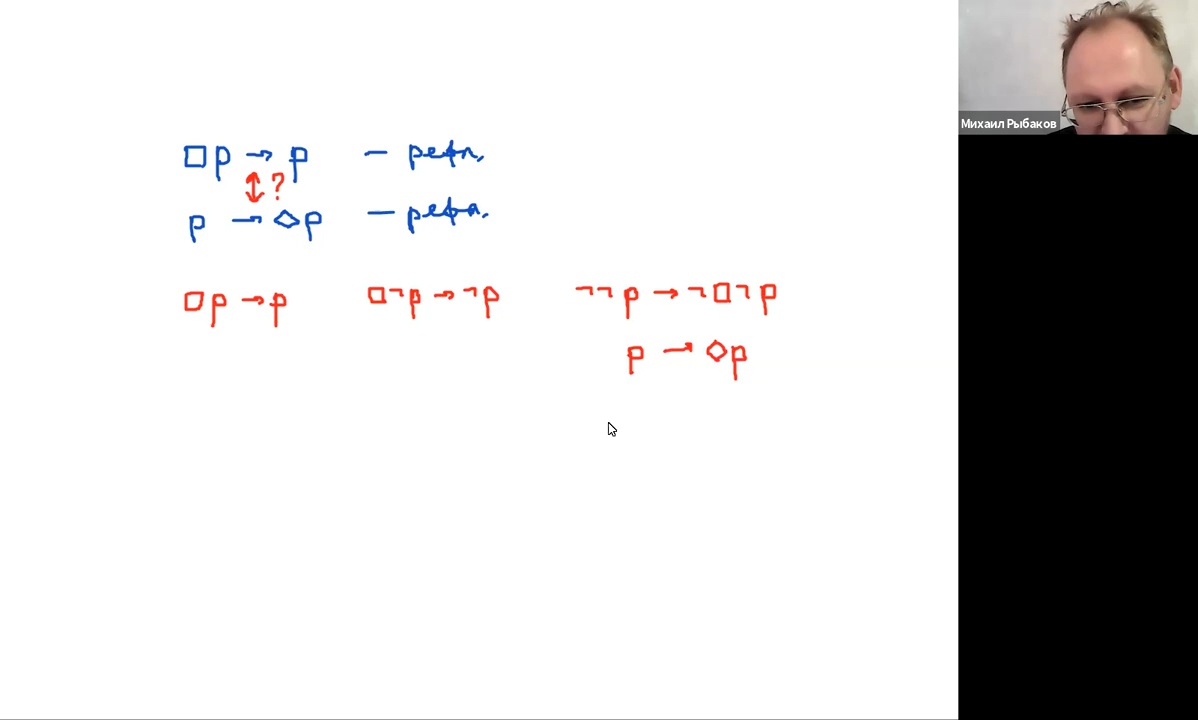 □p → p — рефл.
↕ ?
p → ◇p — рефл.
□p → p □¬p → ¬p ¬¬p → ¬□¬p
p → ◇p
Михаил Рыбаков